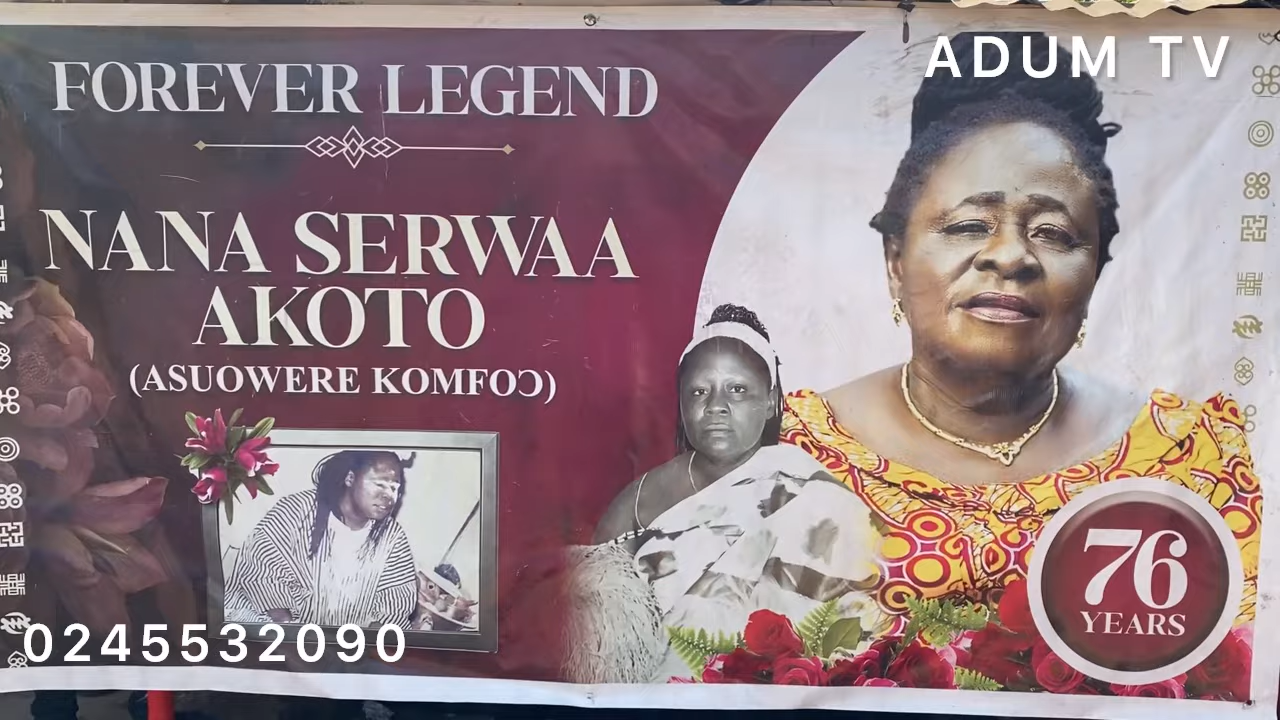 ADUM TV
FOREVER LEGEND
NANA SERWAA
AKOTO
(ASUOWERE KOMFOƆ)
76
YEARS
0245532090